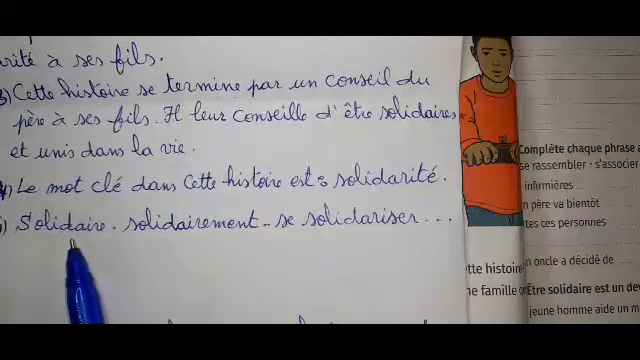 rité à ses fils.
3) Cette histoire se termine par un conseil du
père à ses fils. Il leur conseille d'être solidaires
et unis dans la vie.
4) Le mot clé dans cette histoire est : solidarité.
) Solidaire - solidairement - se solidariser ...
Complète chaque phrase a
se rassembler - s'associer
infirmières
n père va bientôt
tes ces personnes
tte histoire
n oncle a décidé de
ne famille
Être solidaire est un de
jeune homme aide un m